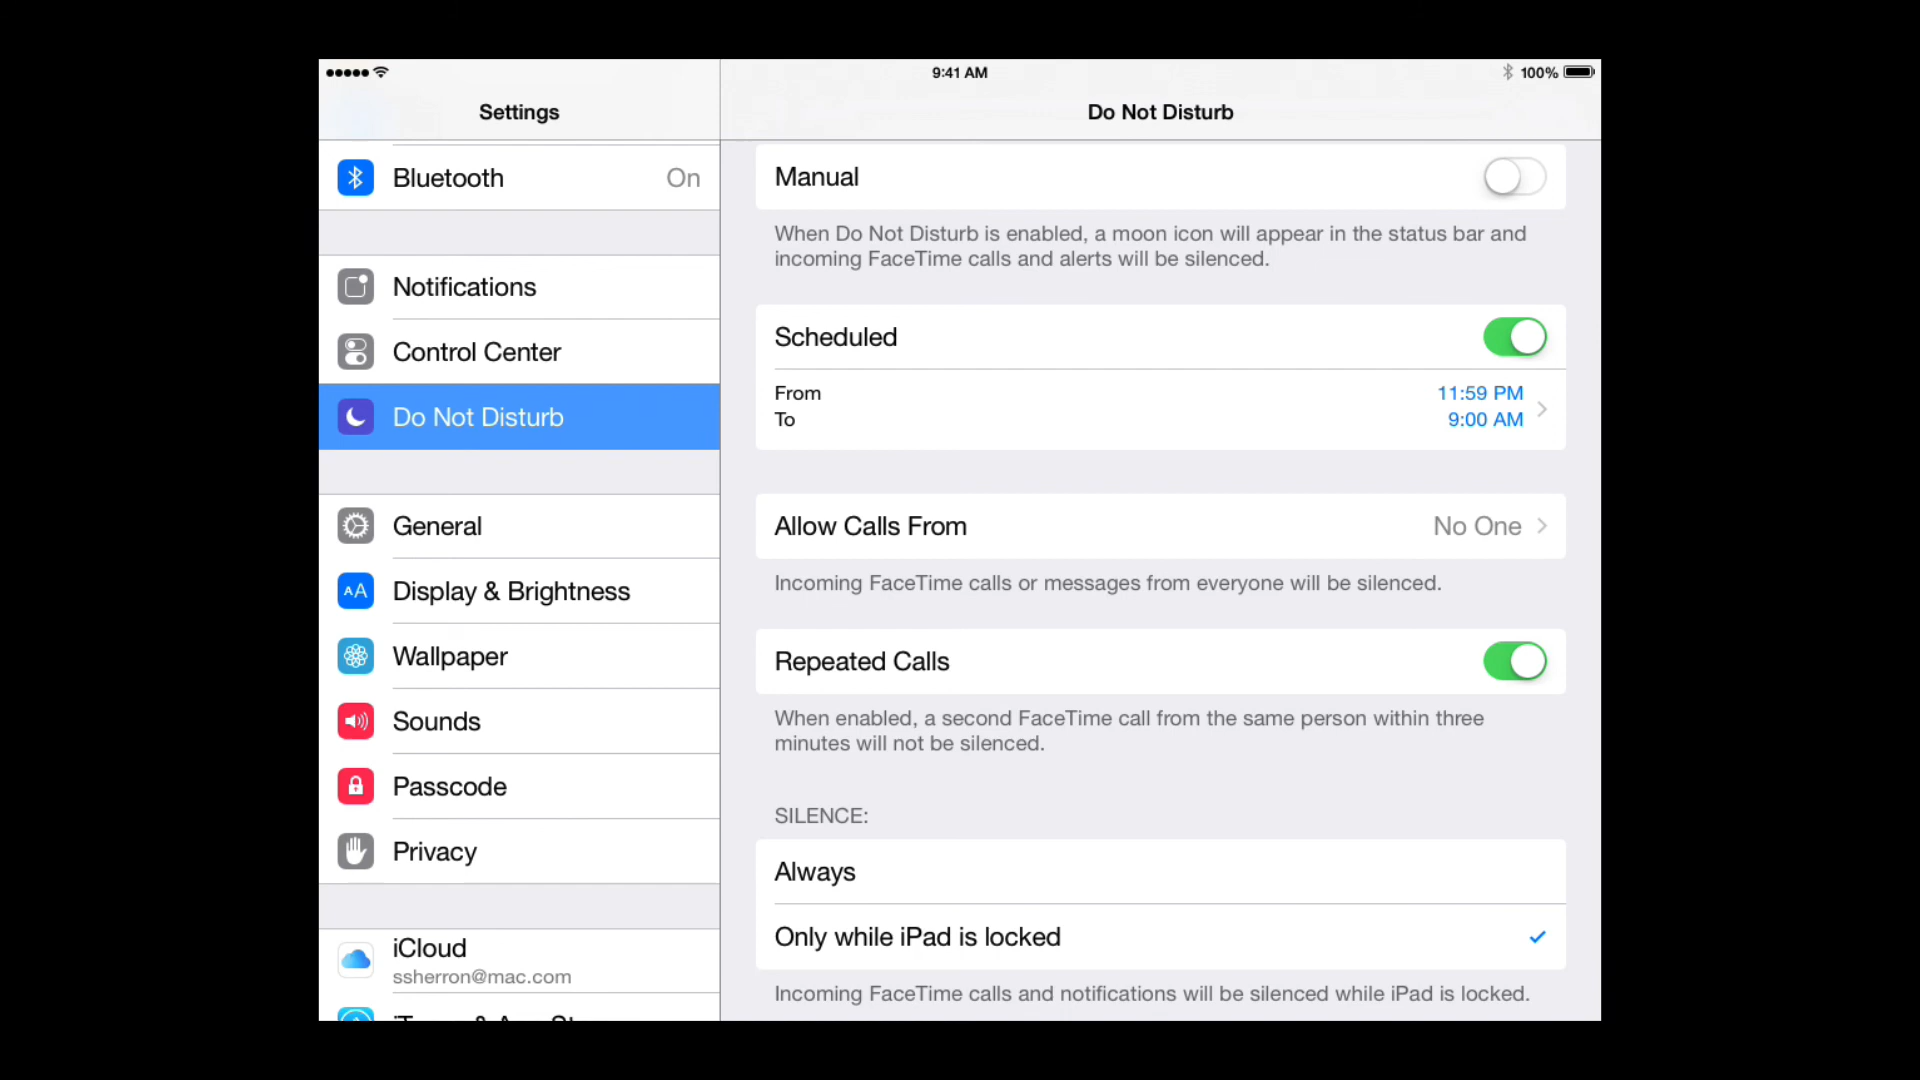 9:41 AM
100%
Settings
Do Not Disturb
Bluetooth On
Notifications
Control Center
Do Not Disturb
General
AA Display & Brightness
Wallpaper
Sounds
Passcode
Privacy
iCloud
ssherron@mac.com
Manual
When Do Not Disturb is enabled, a moon icon will appear in the status bar and
incoming FaceTime calls and alerts will be silenced.
Scheduled
From 11:59 PM
To 9:00 AM
Allow Calls From No One
Incoming FaceTime calls or messages from everyone will be silenced.
Repeated Calls
When enabled, a second FaceTime call from the same person within three
minutes will not be silenced.
SILENCE:
Always
Only while iPad is locked
Incoming FaceTime calls and notifications will be silenced while iPad is locked.